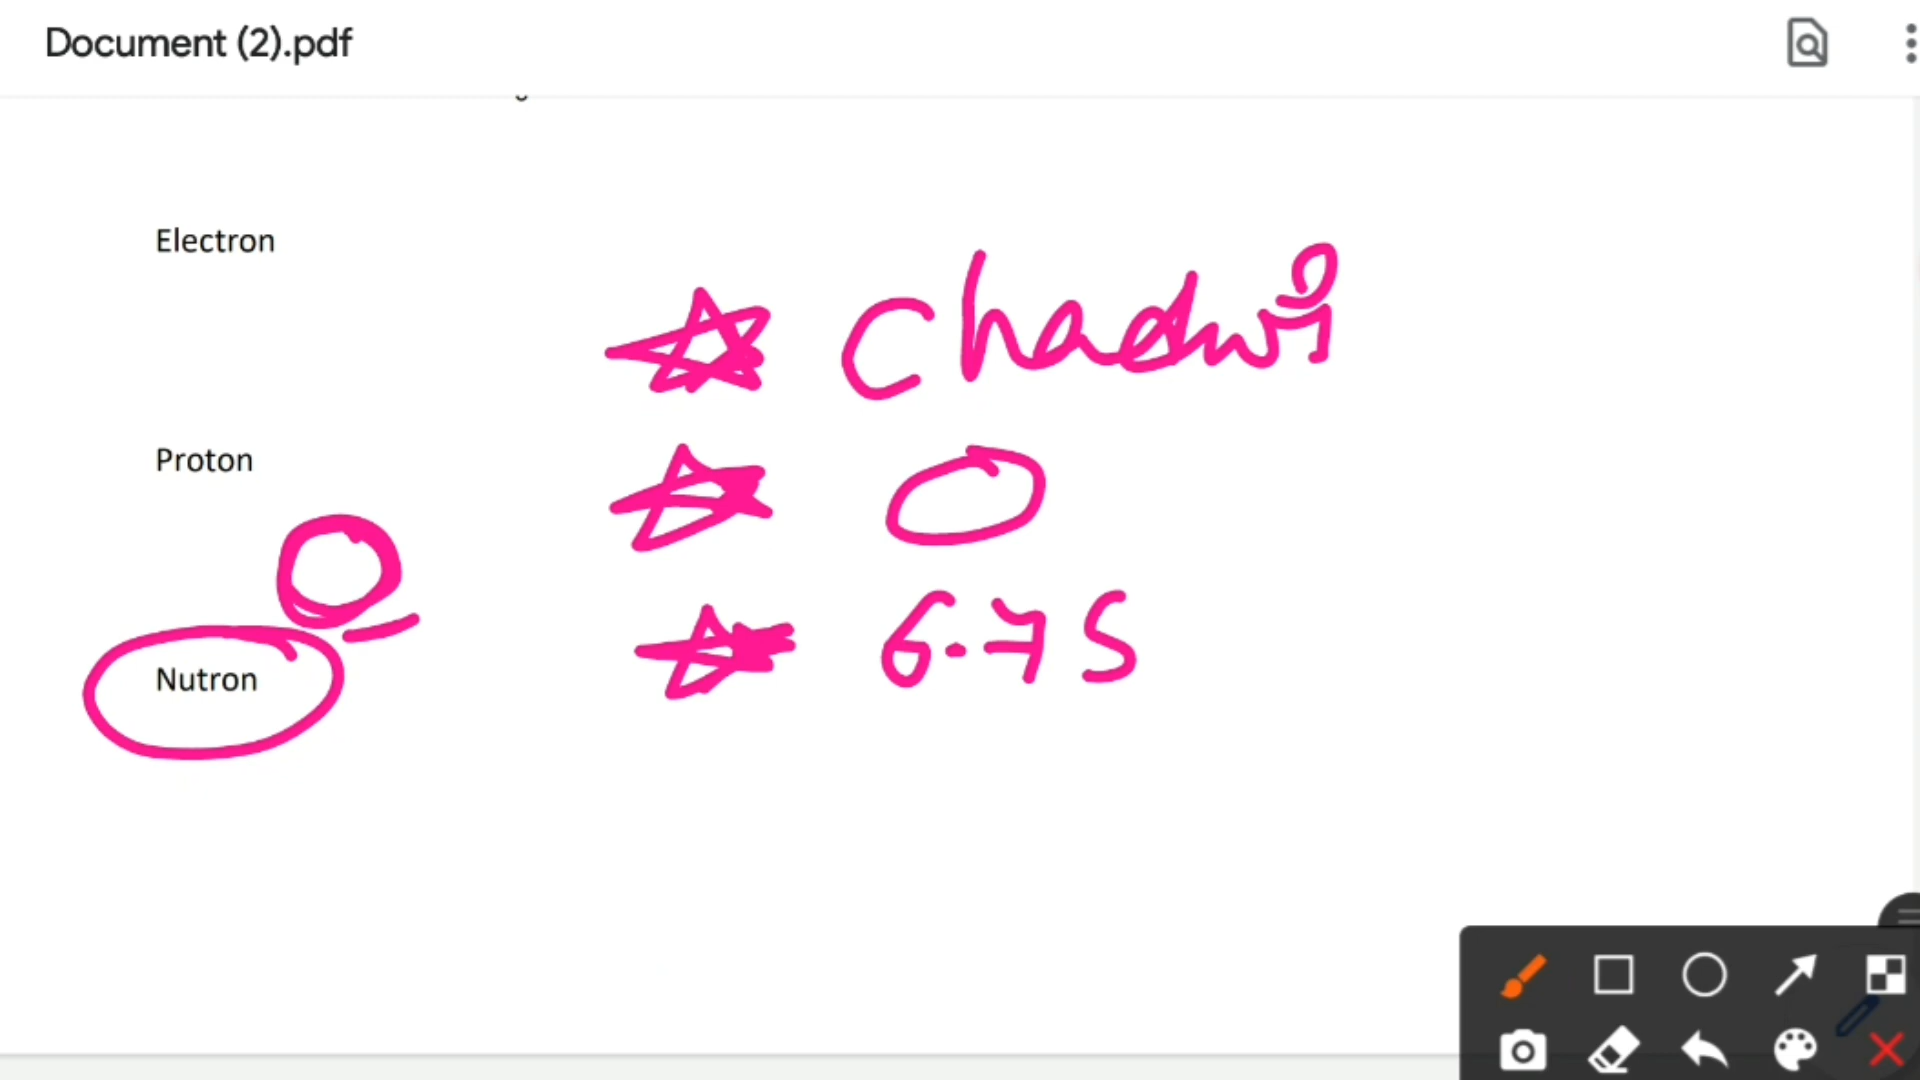 Document (2).pdf
Electron
Chadwi
Proton
0
Nutron
6.75